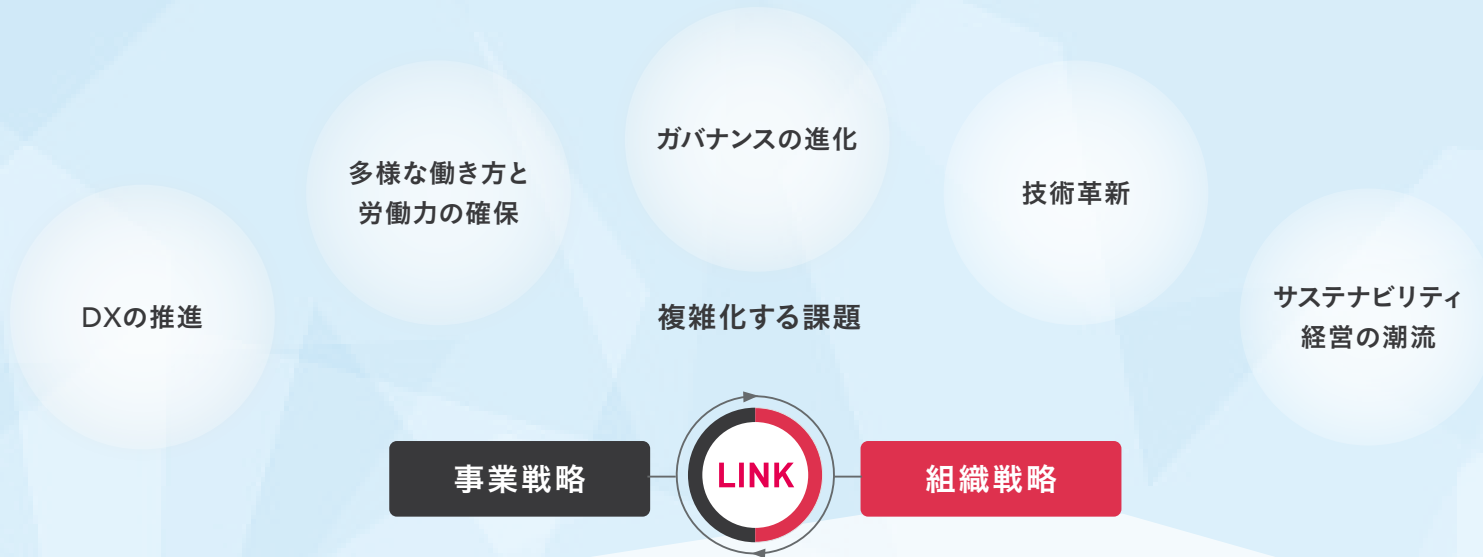 ガバナンスの進化
多様な働き方と
労働力の確保
技術革新
DXの推進
複雑化する課題
サステナビリティ
経営の潮流
事業戦略
LINK
組織戦略